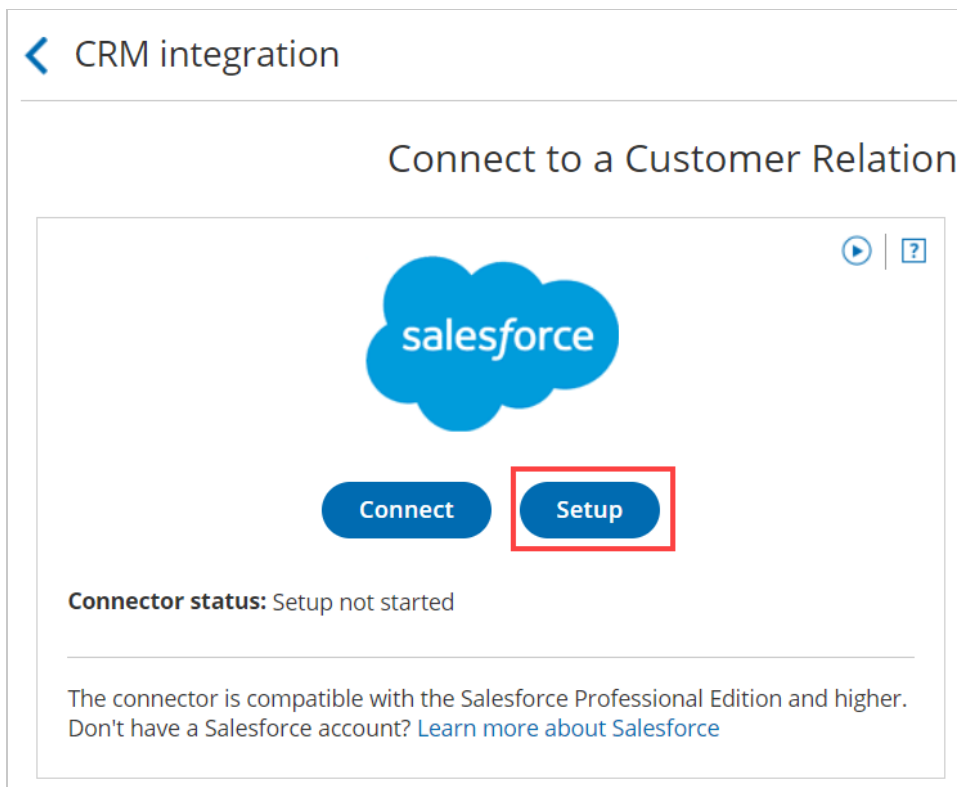 CRM integration
Connect to a Customer Relation
?
salesforce
Connect
Setup
Connector status: Setup not started
The connector is compatible with the Salesforce Professional Edition and higher.
Don't have a Salesforce account? Learn more about Salesforce